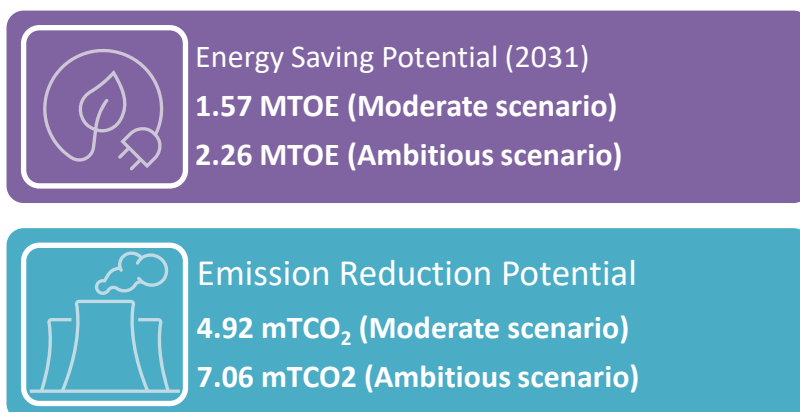 Energy Saving Potential (2031)
1.57 MTOE (Moderate scenario)
2.26 MTOE (Ambitious scenario)
Emission Reduction Potential
4.92 mTCO₂ (Moderate scenario)
7.06 mTCO2 (Ambitious scenario)